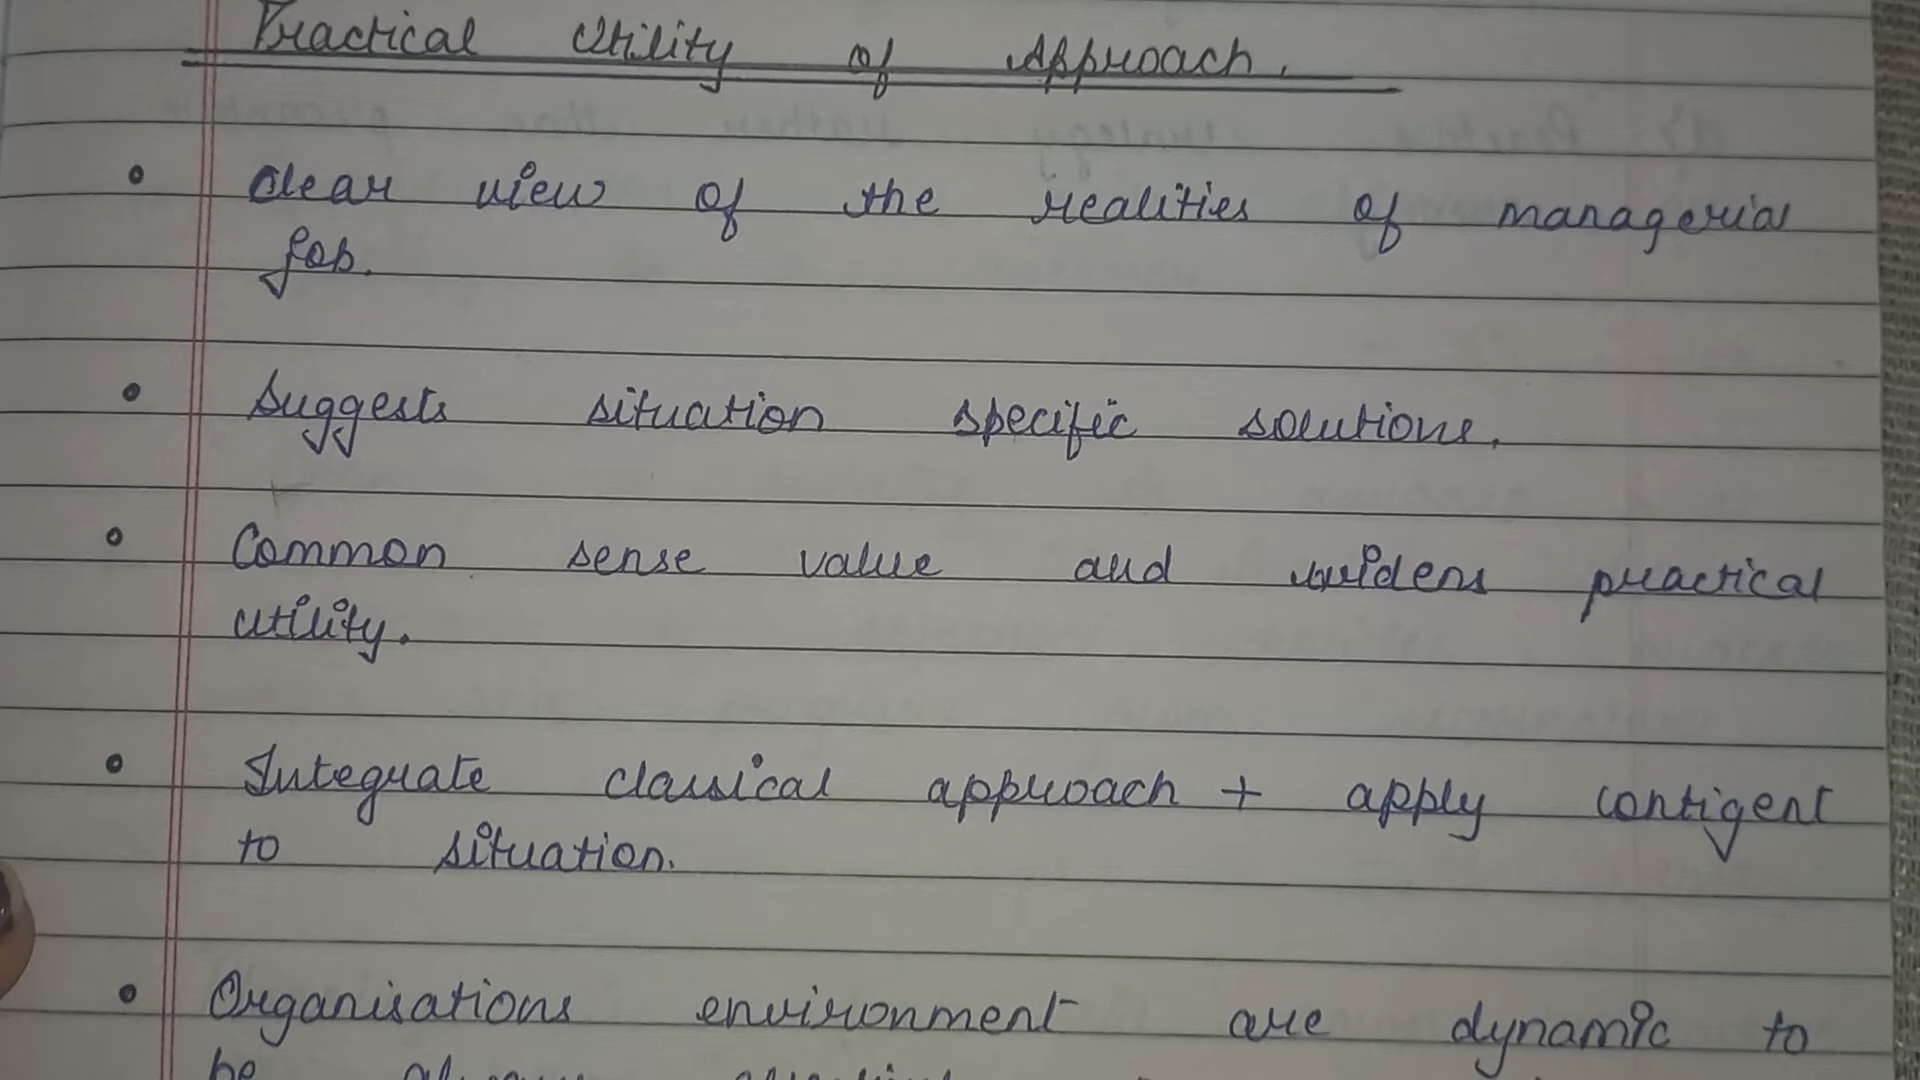 Practical Utility of Approach.
Clear view of the realities of managerial
job.
Suggests situation specific solutions.
Common sense value and widens practical
utility.
Integrate classical approach + apply contigent
to situation.
Organisations environment are dynamic to
be